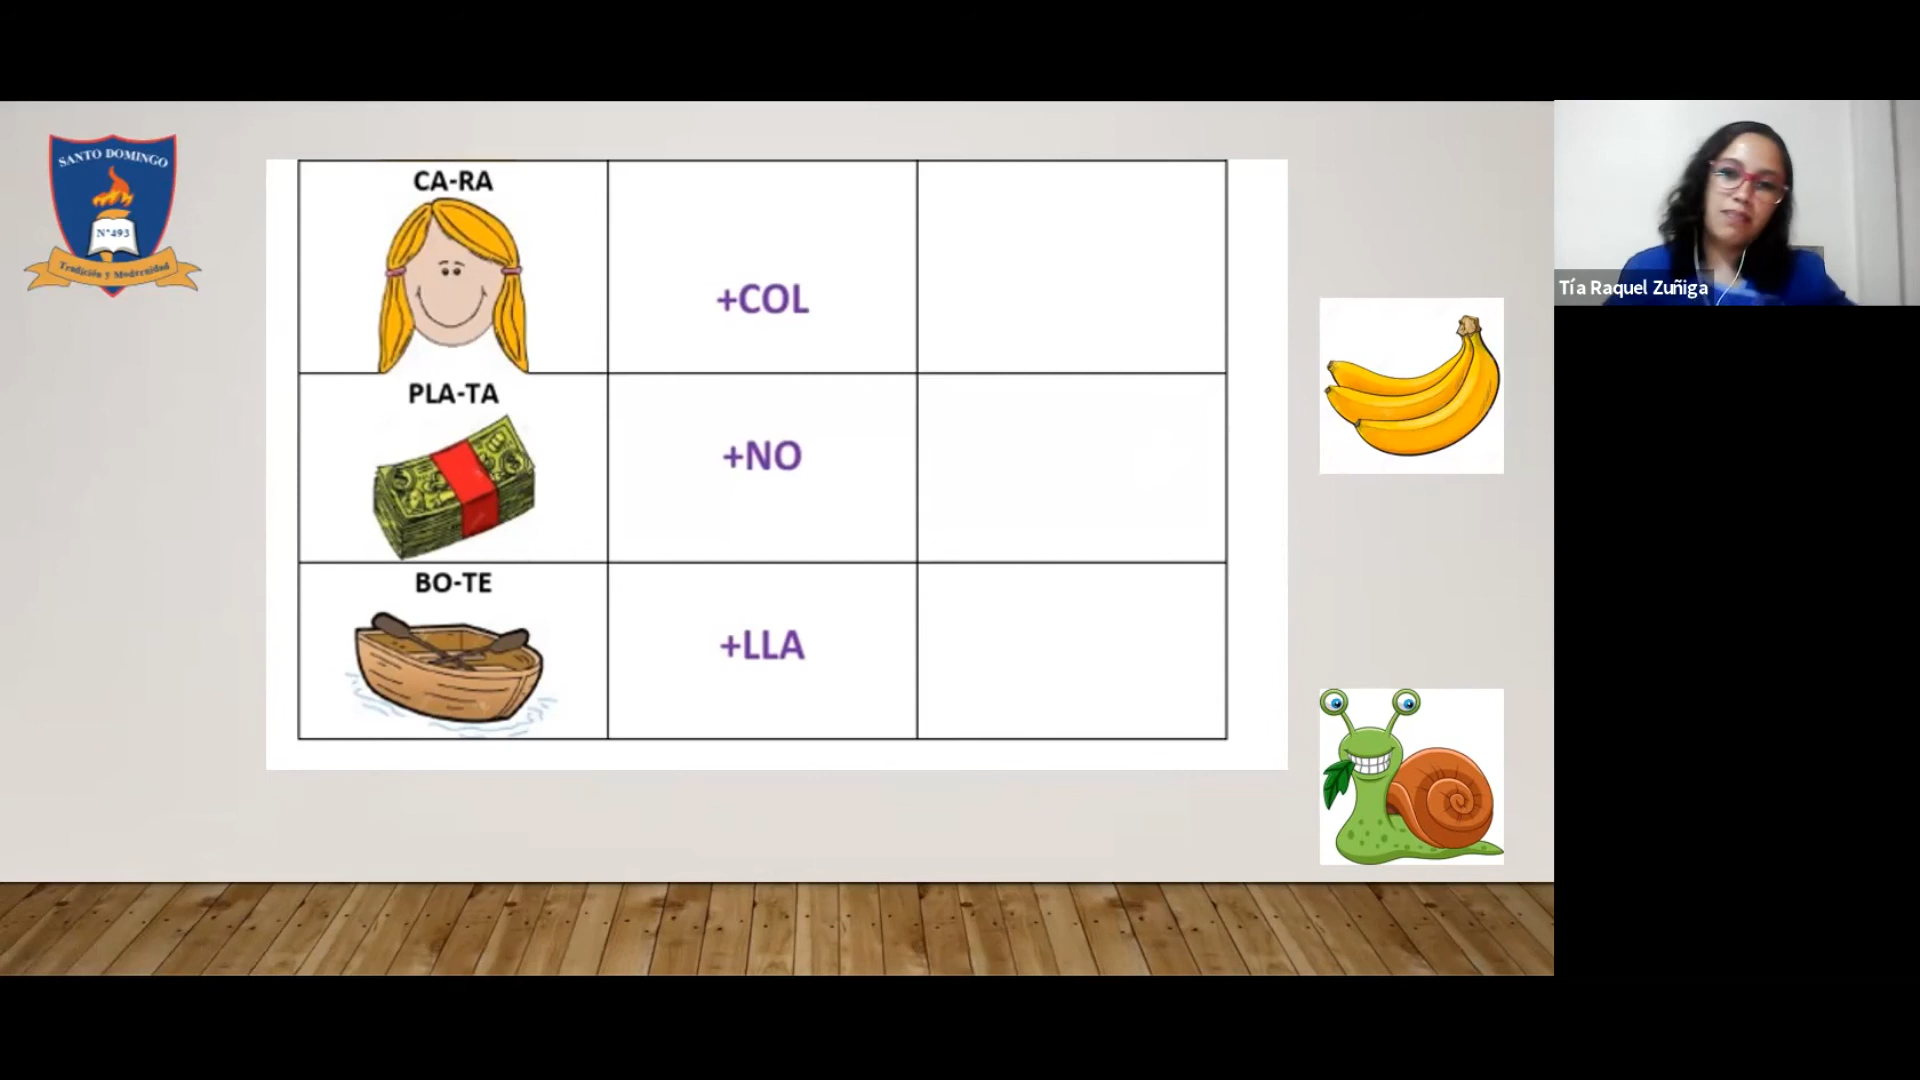 SANTO DOMINGO
N°493
Tradición y Modernidad
CA-RA
+COL
PLA-TA
+NO
BO-TE
+LLA
Tía Raquel Zuñiga